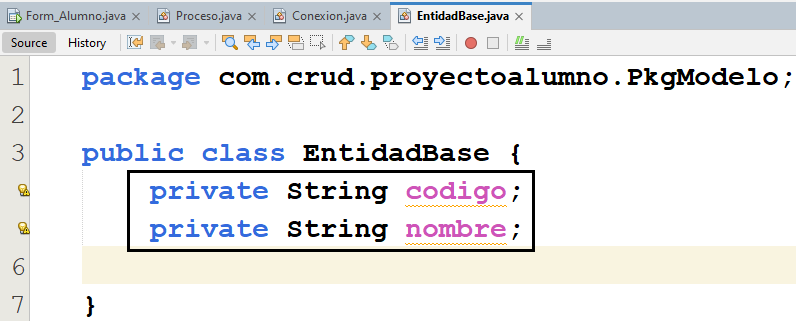 Form_Alumno.java × Proceso.java × Conexion.java × EntidadBase.java ×
Source History
1 package com.crud.proyectoalumno.PkgModelo;
2
3 public class EntidadBase {
private String codigo;
private String nombre;
6
7 }